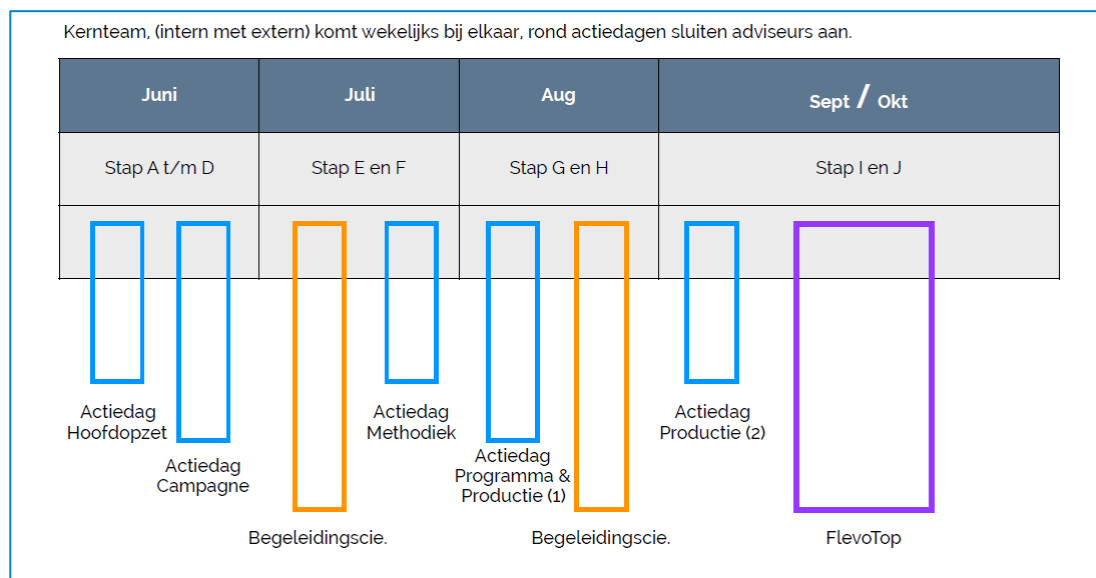 Kernteam, (intern met extern) komt wekelijks bij elkaar, rond actiedagen sluiten adviseurs aan.
Juni
Juli
Aug
Sept / Okt
Stap A t/m D
Stap E en F
Stap G en H
Stap I en J
Actiedag
Hoofdopzet
Actiedag
Campagne
Begeleidingscie.
Actiedag
Methodiek
Actiedag
Programma &
Productie (1)
Begeleidingscie.
Actiedag
Productie (2)
FlevoTop